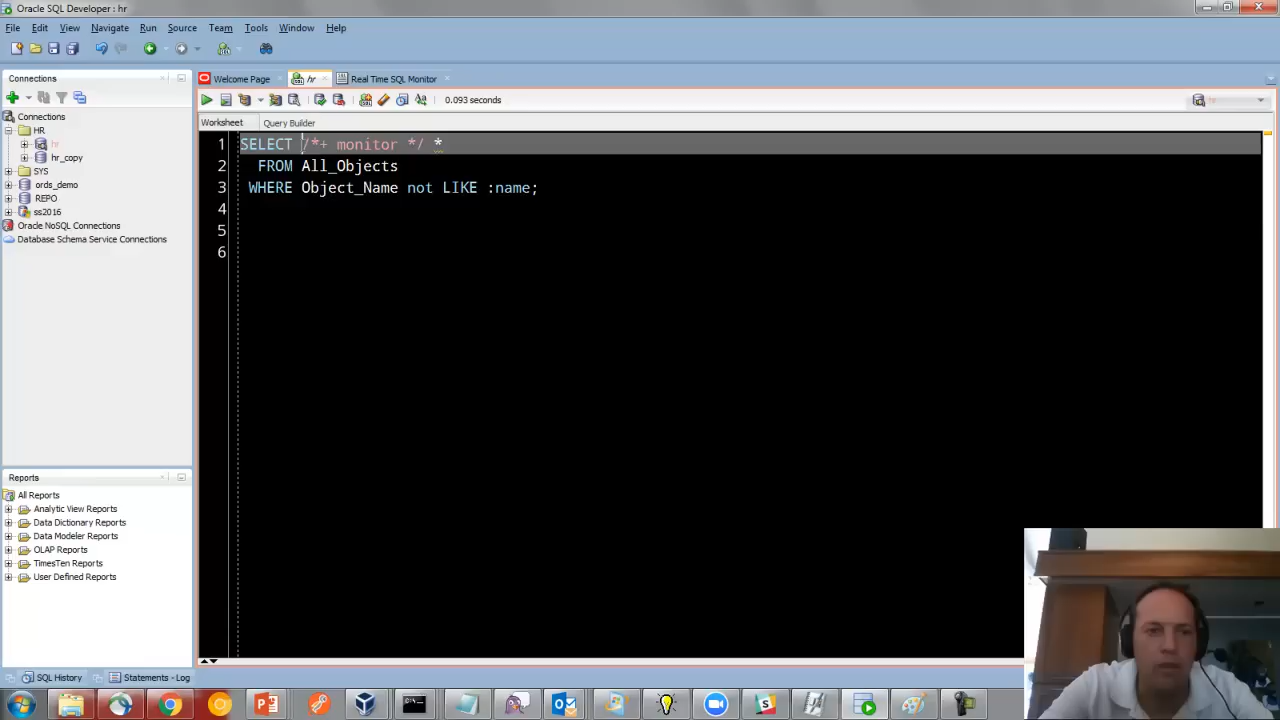 Oracle SQL Developer : hr
File Edit View Navigate Run Source Team Tools Window Help
Connections
Welcome Page hr Real Time SQL Monitor
0.093 seconds
Worksheet Query Builder
Connections
HR
hr
hr_copy
SYS
ords_demo
REPO
ss2016
Oracle NoSQL Connections
Database Schema Service Connections
1 SELECT /*+ monitor */ *
2 FROM All_Objects
3 WHERE Object_Name not LIKE :name;
4
5
6
Reports
All Reports
Analytic View Reports
Data Dictionary Reports
Data Modeler Reports
OLAP Reports
TimesTen Reports
User Defined Reports
SQL History Statements - Log